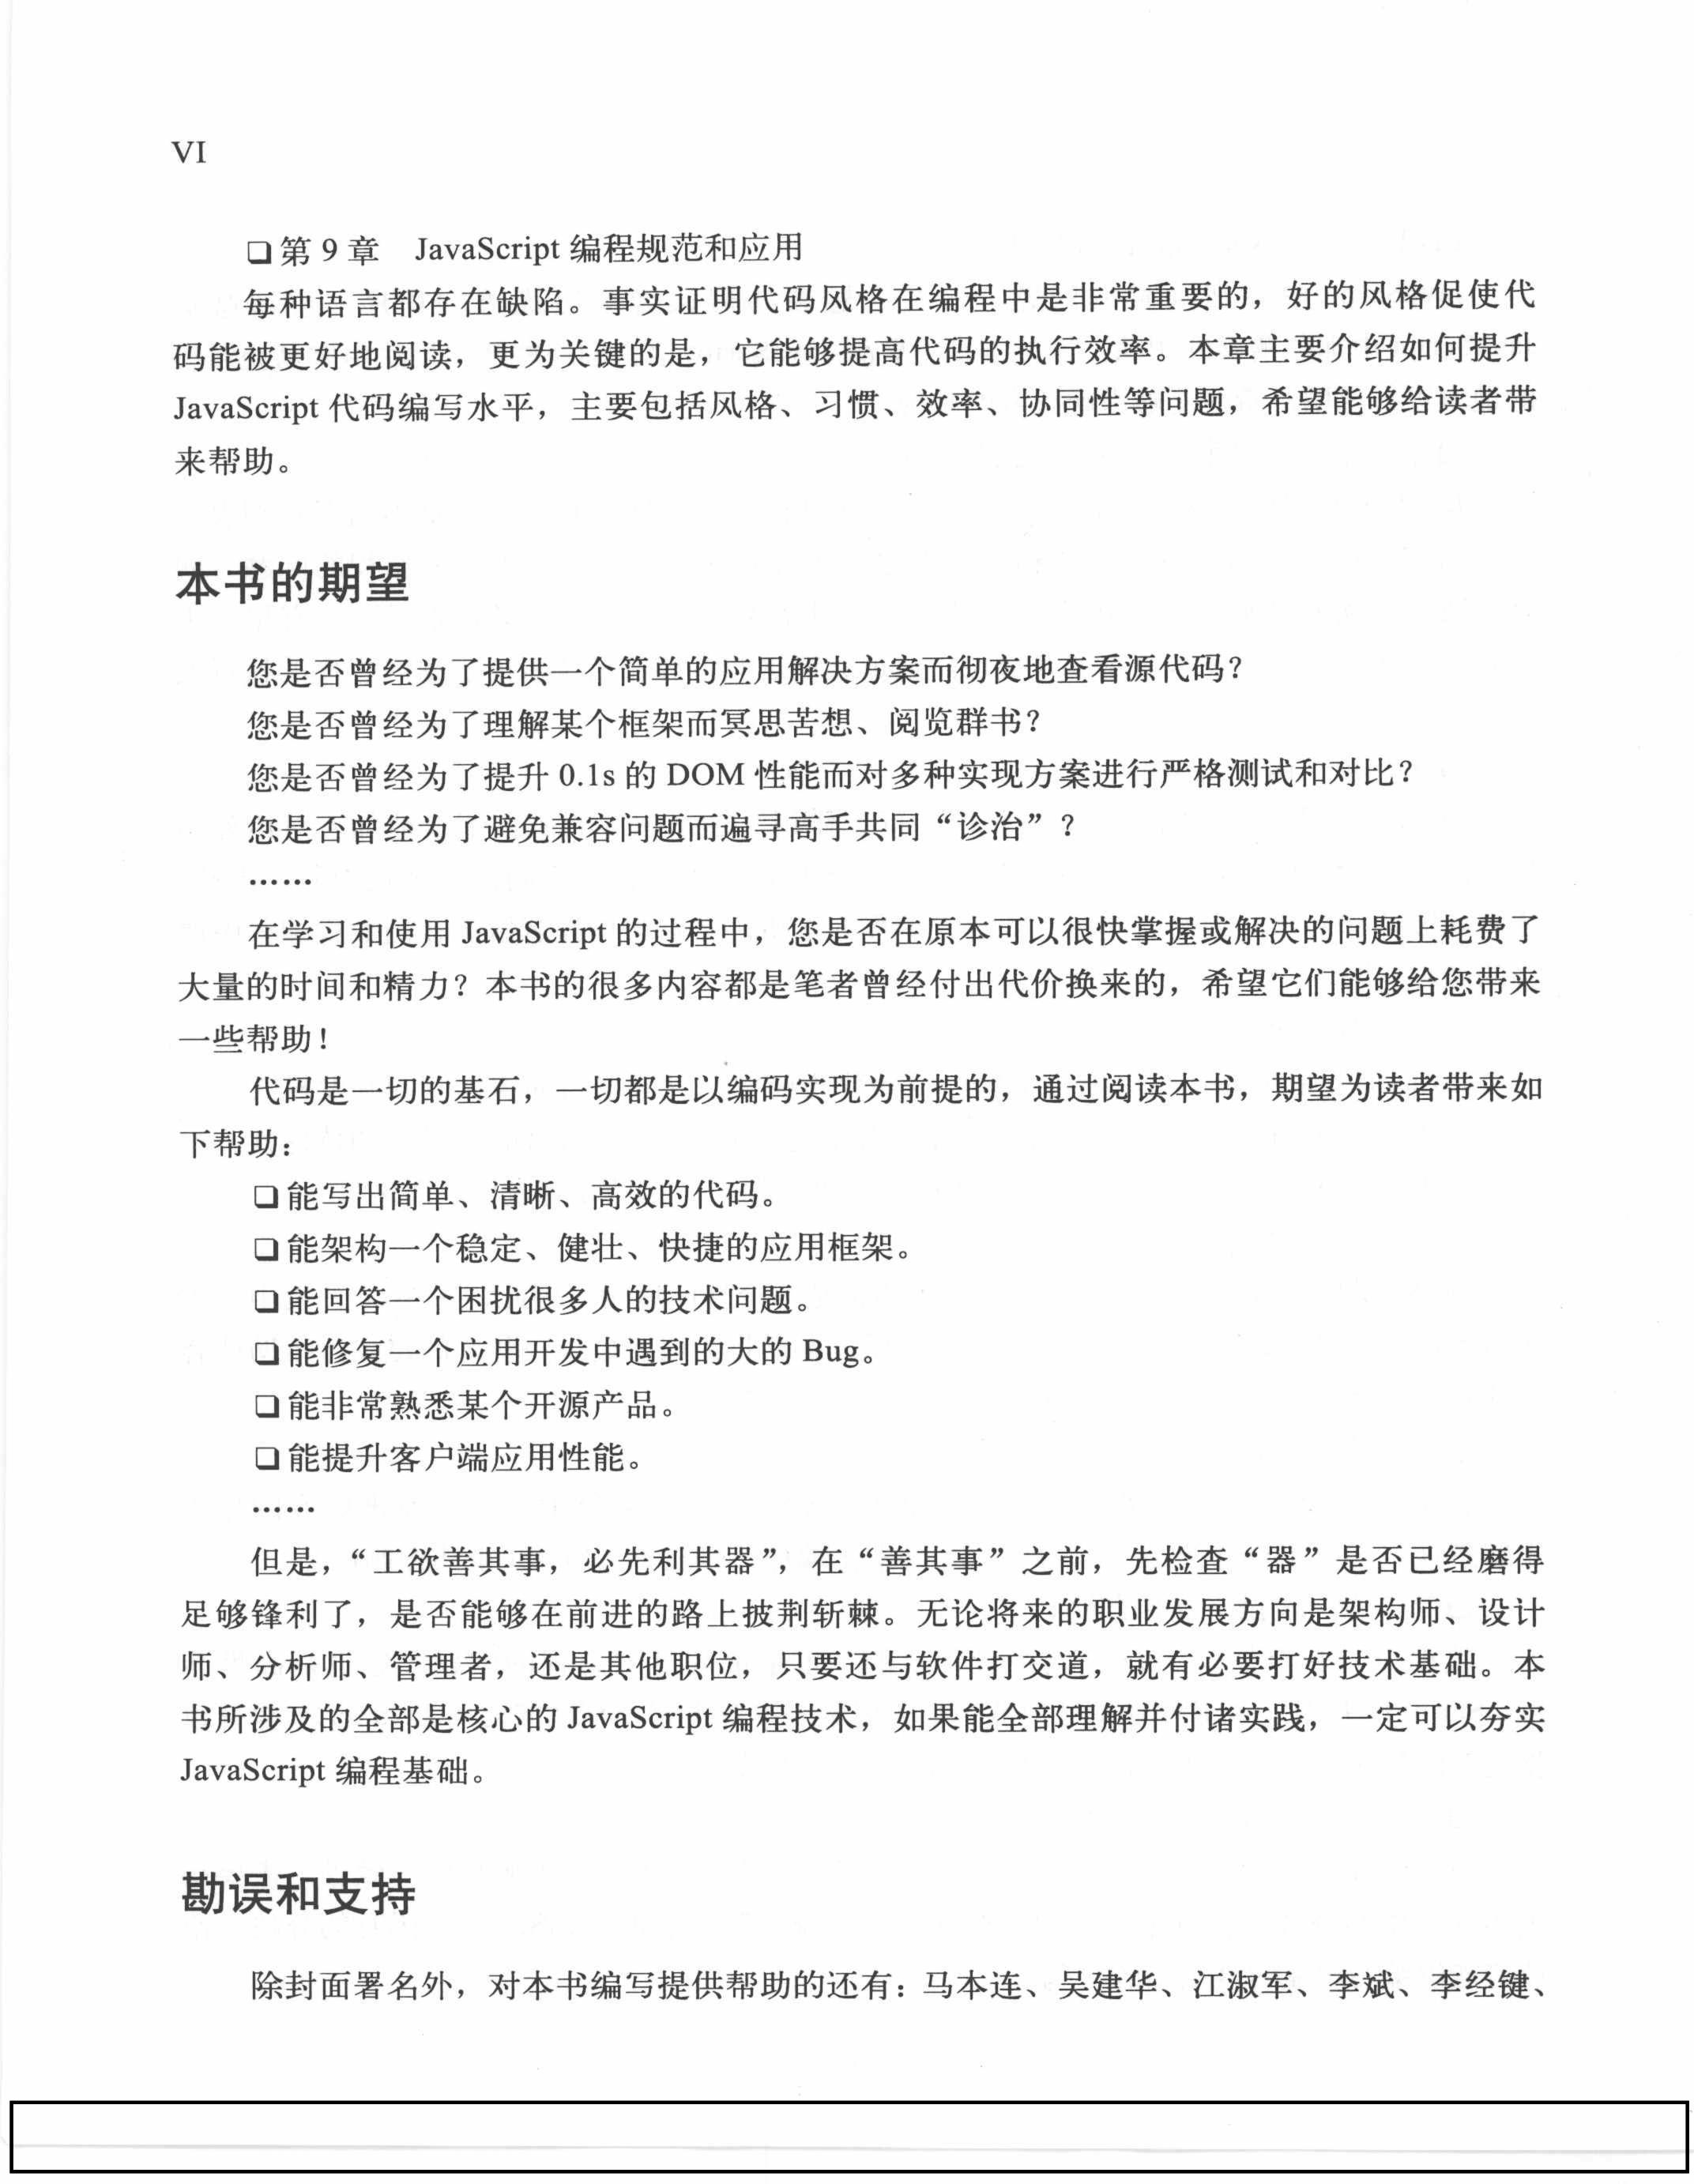 VI
❑第 9 章　JavaScript 编程规范和应用
每种语言都存在缺陷。事实证明代码风格在编程中是非常重要的，好的风格促使代
码能被更好地阅读，更为关键的是，它能够提高代码的执行效率。本章主要介绍如何提升
JavaScript 代码编写水平，主要包括风格、习惯、效率、协同性等问题，希望能够给读者带
来帮助。
本书的期望
您是否曾经为了提供一个简单的应用解决方案而彻夜地查看源代码？
您是否曾经为了理解某个框架而冥思苦想、阅览群书？
您是否曾经为了提升 0.1s 的 DOM 性能而对多种实现方案进行严格测试和对比？
您是否曾经为了避免兼容问题而遍寻高手共同“诊治”？
……
在学习和使用 JavaScript 的过程中，您是否在原本可以很快掌握或解决的问题上耗费了
大量的时间和精力？本书的很多内容都是笔者曾经付出代价换来的，希望它们能够给您带来
一些帮助！
代码是一切的基石，一切都是以编码实现为前提的，通过阅读本书，期望为读者带来如
下帮助：
❑能写出简单、清晰、高效的代码。
❑能架构一个稳定、健壮、快捷的应用框架。
❑能回答一个困扰很多人的技术问题。
❑能修复一个应用开发中遇到的大的 Bug。
❑能非常熟悉某个开源产品。
❑能提升客户端应用性能。
……
但是，“工欲善其事，必先利其器”，在“善其事”之前，先检查“器”是否已经磨得
足够锋利了，是否能够在前进的路上披荆斩棘。无论将来的职业发展方向是架构师、设计
师、分析师、管理者，还是其他职位，只要还与软件打交道，就有必要打好技术基础。本
书所涉及的全部是核心的 JavaScript 编程技术，如果能全部理解并付诸实践，一定可以夯实
JavaScript 编程基础。
勘误和支持
除封面署名外，对本书编写提供帮助的还有：马本连、吴建华、江淑军、李斌、李经键、